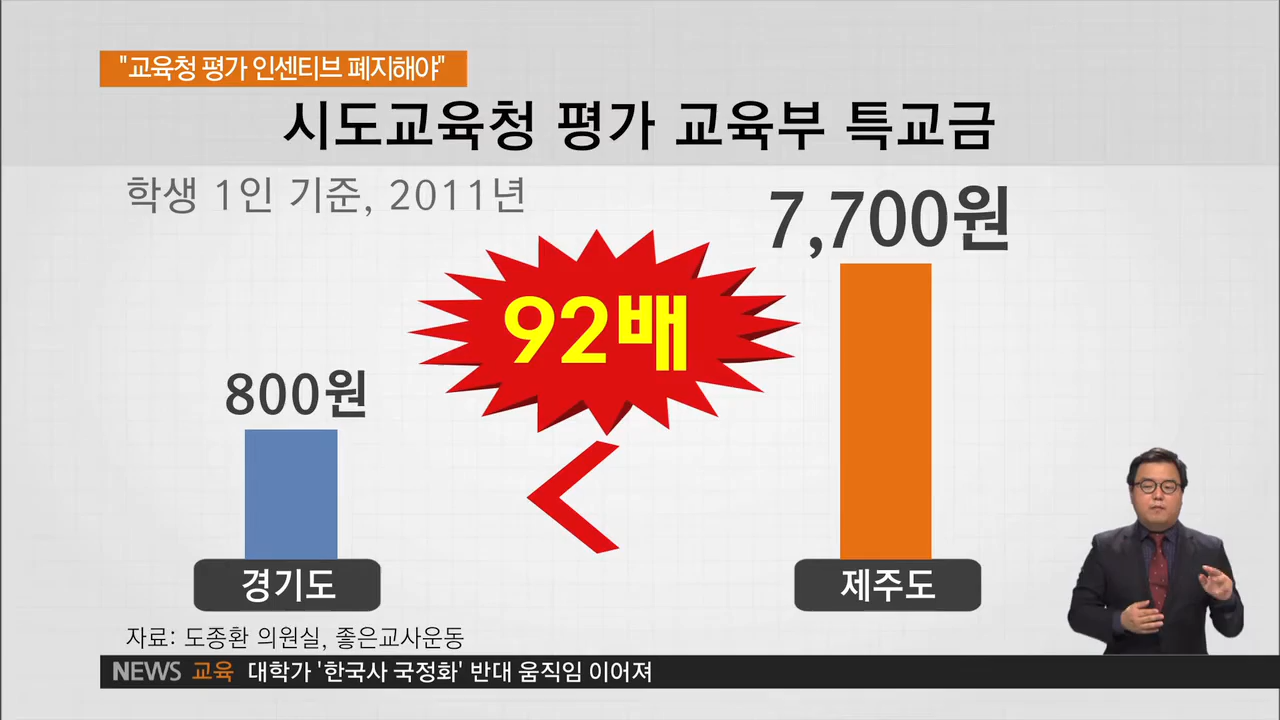 "교육청 평가 인센티브 폐지해야"
시도교육청 평가 교육부 특교금
학생 1인 기준, 2011년
7,700원
92배
800원
<
경기도
제주도
자료: 도종환 의원실, 좋은교사운동
NEWS 교육 대학가 '한국사 국정화' 반대 움직임 이어져